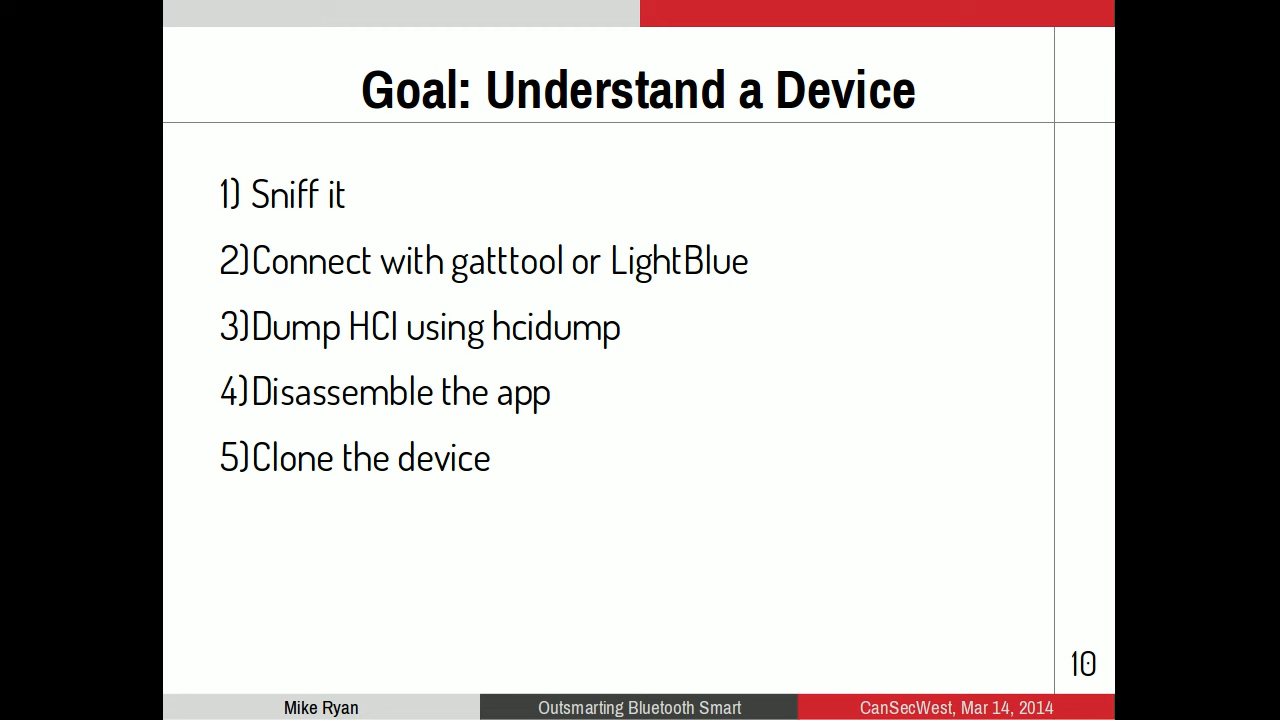 Goal: Understand a Device
1) Sniff it
2)Connect with gatttool or LightBlue
3)Dump HCI using hcidump
4)Disassemble the app
5)Clone the device
10
Mike Ryan
Outsmarting Bluetooth Smart
CanSecWest, Mar 14, 2014